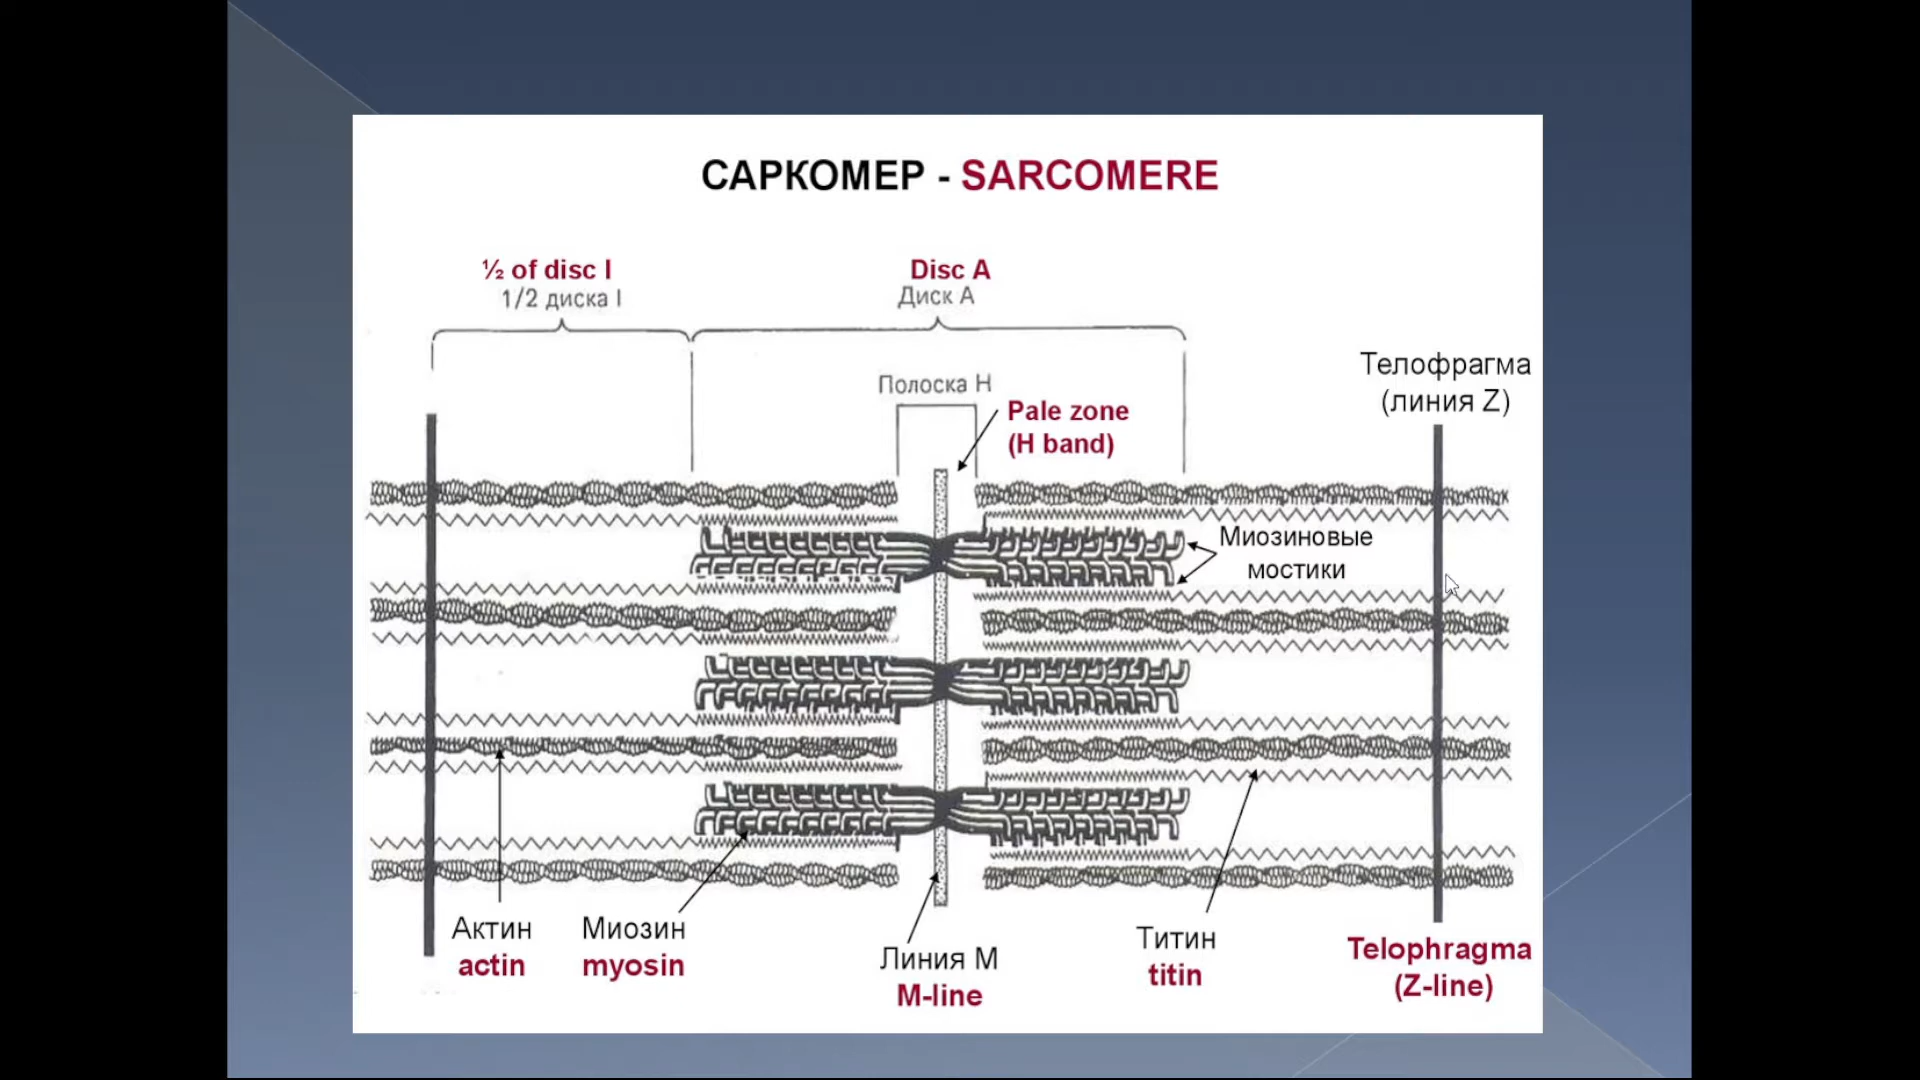 САРКОМЕР - SARCOMERE
½ of disc I
1/2 диска I
Disc A
Диск А
Полоска Н
Pale zone
(H band)
Телофрагма
(линия Z)
Миозиновые
мостики
Актин
actin
Миозин
myosin
Линия М
M-line
Титин
titin
Telophragma
(Z-line)